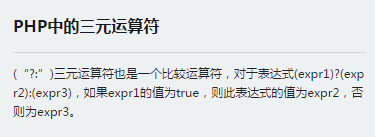 PHP中的三元运算符
(“?:”)三元运算符也是一个比较运算符，对于表达式(expr1)?(exp
r2):(expr3)，如果expr1的值为true，则此表达式的值为expr2，否
则为expr3。